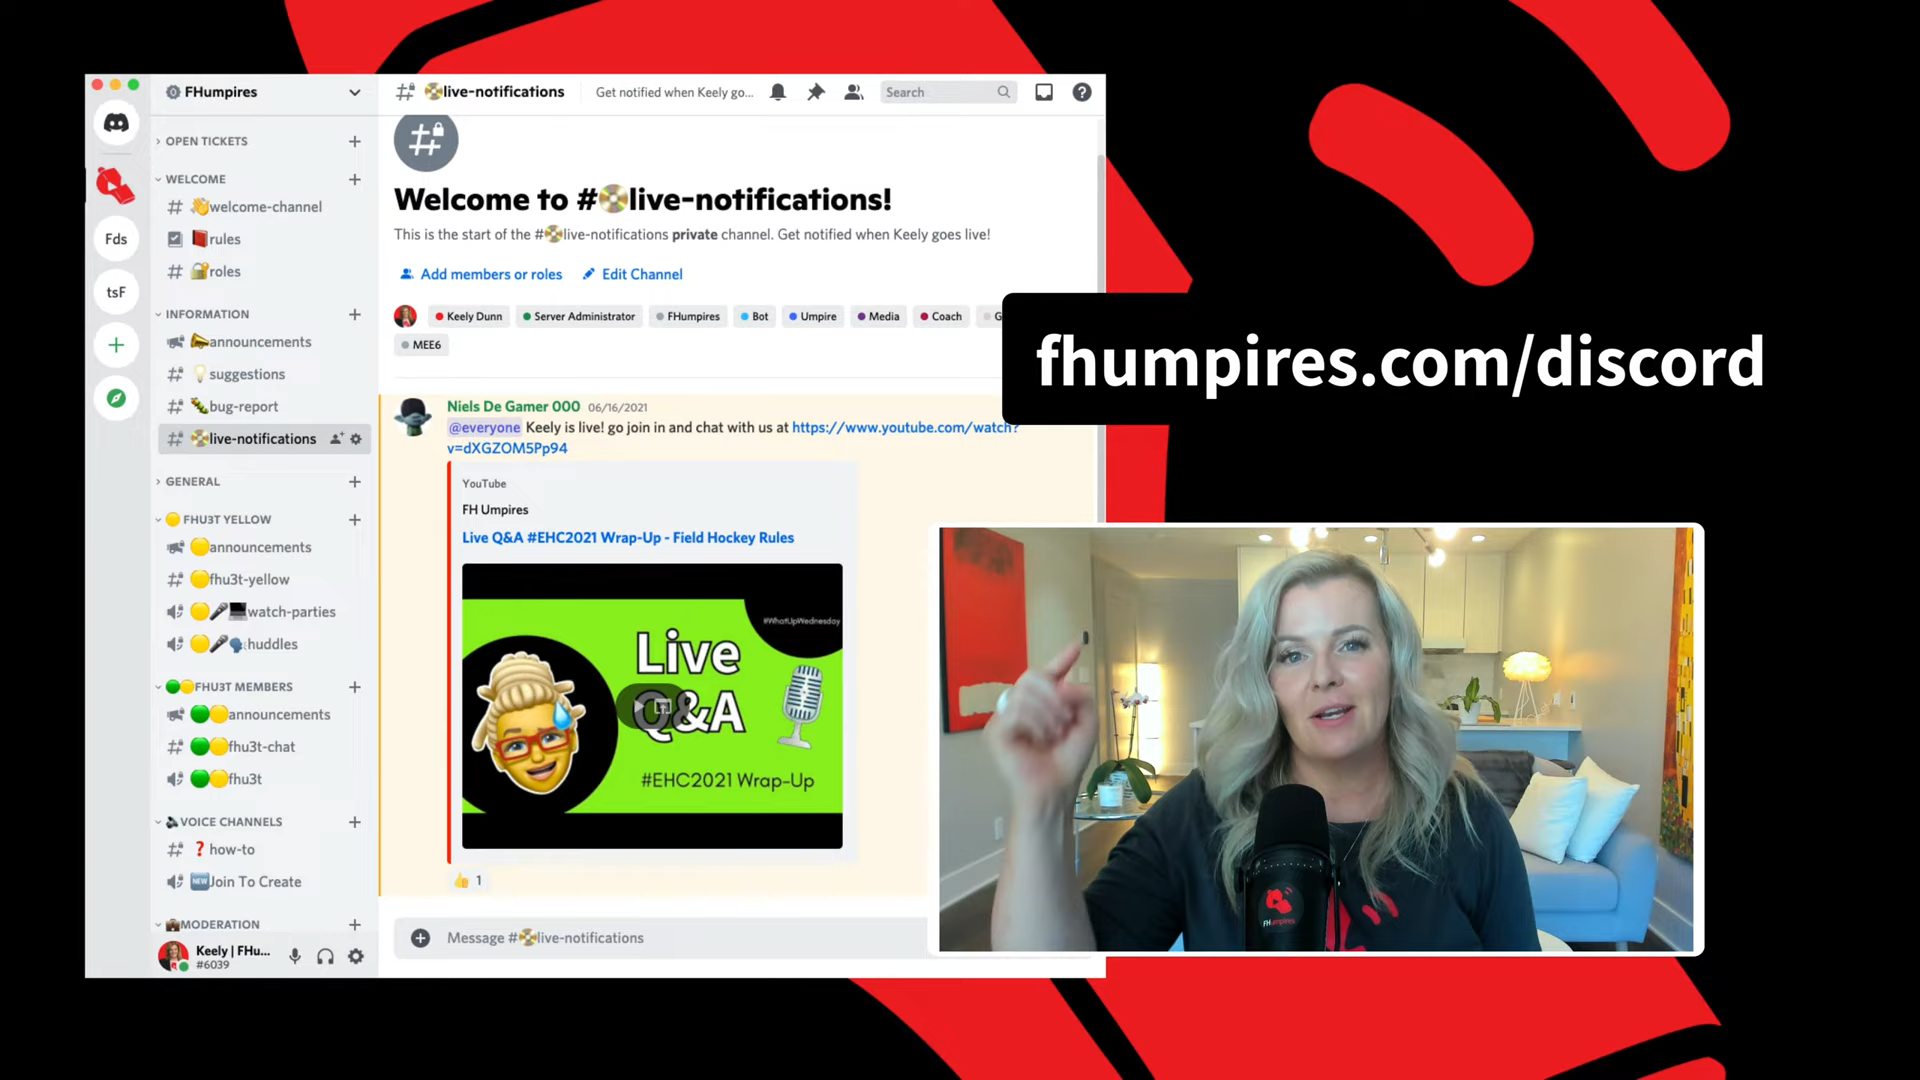 FHumpires
OPEN TICKETS
WELCOME
welcome-channel
rules
roles
INFORMATION
announcements
suggestions
bug-report
live-notifications
GENERAL
FHU3T YELLOW
announcements
fhu3t-yellow
watch-parties
huddles
FHU3T MEMBERS
announcements
fhu3t-chat
fhu3t
VOICE CHANNELS
how-to
Join To Create
MODERATION
Keely | FHu...
#6039
Fds
tsF
live-notifications
Get notified when Keely go...
Search
Welcome to #live-notifications!
This is the start of the #live-notifications private channel. Get notified when Keely goes live!
Add members or roles Edit Channel
Keely Dunn Server Administrator FHumpires Bot Umpire Media Coach
MEE6
Niels De Gamer 000 06/16/2021
@everyone Keely is live! go join in and chat with us at https://www.youtube.com/watch?
v=dXGZOM5Pp94
YouTube
FH Umpires
Live Q&A #EHC2021 Wrap-Up - Field Hockey Rules
#WhatUpWednesday
Live
Q&A
#EHC2021 Wrap-Up
1
Message #live-notifications
fhumpires.com/discord
FHumpires